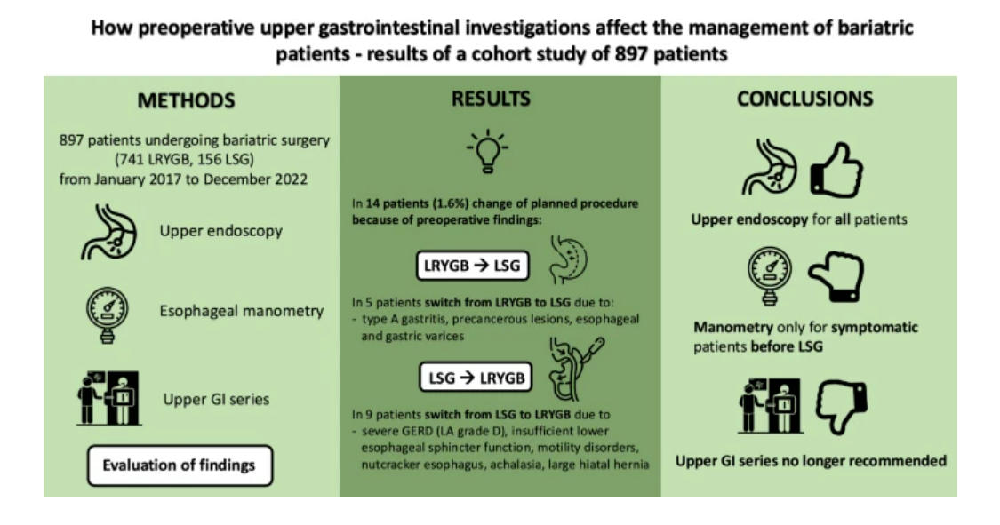 How preoperative upper gastrointestinal investigations affect the management of bariatric
patients - results of a cohort study of 897 patients
METHODS
897 patients undergoing bariatric surgery
(741 LRYGB, 156 LSG)
from January 2017 to December 2022
Upper endoscopy
Esophageal manometry
Upper GI series
Evaluation of findings
RESULTS
In 14 patients (1.6%) change of planned procedure
because of preoperative findings:
LRYGB → LSG
In 5 patients switch from LRYGB to LSG due to:
- type A gastritis, precancerous lesions, esophageal
and gastric varices
LSG → LRYGB
In 9 patients switch from LSG to LRYGB due to
- severe GERD (LA grade D), insufficient lower
esophageal sphincter function, motility disorders,
nutcracker esophagus, achalasia, large hiatal hernia
CONCLUSIONS
Upper endoscopy for all patients
Manometry only for symptomatic
patients before LSG
Upper GI series no longer recommended